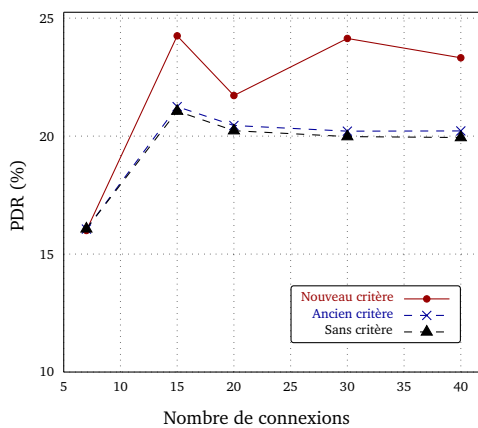 25
20
15
10
PDR (%)
Nouveau critère
Ancien critère
Sans critère
5 10 15 20 25 30 35 40
Nombre de connexions